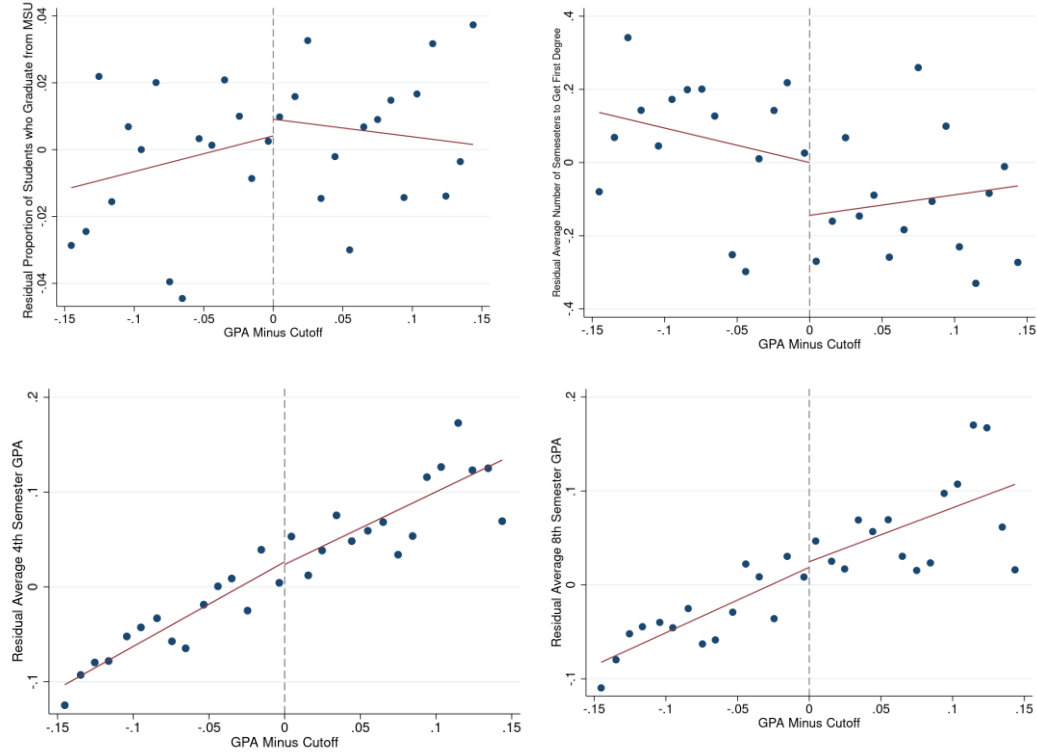 Residual Proportion of Students who Graduate from MSU
.04
.02
0
-.02
-.04
-.15 -.1 -.05 0 .05 .1 .15
GPA Minus Cutoff
Residual Average Number of Semeseters to Get First Degree
.4
.2
0
-.2
-.4
-.15 -.1 -.05 0 .05 .1 .15
GPA Minus Cutoff
Residual Average 4th Semester GPA
.2
.1
0
-.1
-.15 -.1 -.05 0 .05 .1 .15
GPA Minus Cutoff
Residual Average 8th Semester GPA
.2
.1
0
-.1
-.15 -.1 -.05 0 .05 .1 .15
GPA Minus Cutoff